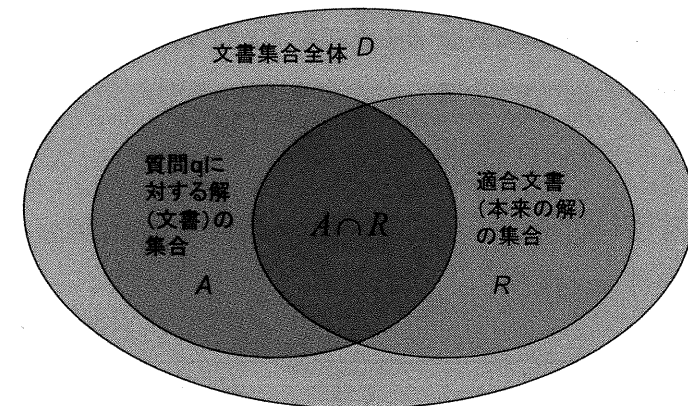 文書集合全体 D
質問qに
対する解
(文書)の
集合
A
A∩R
適合文書
(本来の解)
の集合
R